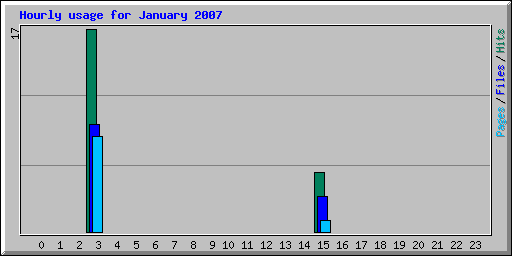 Hourly usage for January 2007
17
Pages/Files/Hits
0 1 2 3 4 5 6 7 8 9 10 11 12 13 14 15 16 17 18 19 20 21 22 23